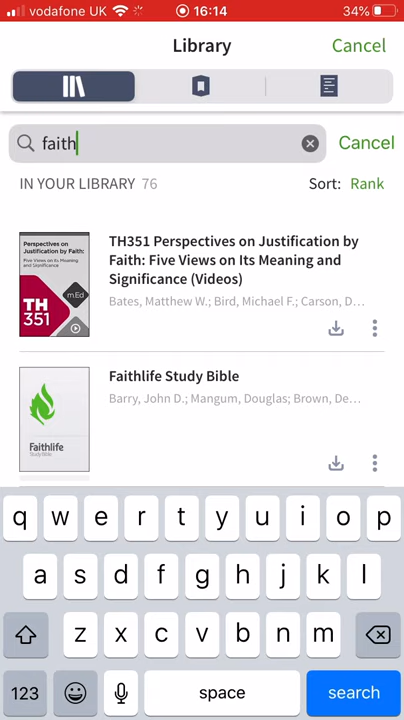 vodafone UK 16:14 34%
Library Cancel
faith Cancel
IN YOUR LIBRARY 76 Sort: Rank
Perspectives on
Justification by Faith:
Five Views on Its Meaning
and Significance
m.Ed
TH
351
TH351 Perspectives on Justification by
Faith: Five Views on Its Meaning and
Significance (Videos)
Bates, Matthew W.; Bird, Michael F.; Carson, D…
Faithlife
Study Bible
Faithlife Study Bible
Barry, John D.; Mangum, Douglas; Brown, De…
q w e r t y u i o p
a s d f g h j k l
z x c v b n m
123 space search